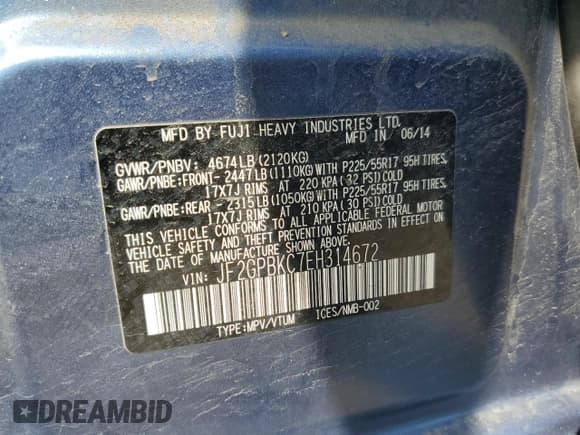 MFD BY FUJI HEAVY INDUSTRIES LTD.
MFD IN 06/14
GVWR/PNBV: 4674LB(2120KG)
GAWR/PNBE:FRONT- 2447LB(1110KG)WITH P225/55R17 95H TIRES,
17X7J RIMS AT 220 KPA(32 PSI)COLD
GAWR/PNBE:REAR -2315LB(1050KG)WITH P225/55R17 95H TIRES,
17X7J RIMS AT 210 KPA(30 PSI)COLD
THIS VEHICLE CONFORMS TO ALL APPLICABLE FEDERAL MOTOR
VEHICLE SAFETY AND BUMPER STANDARDS IN EFFECT ON THE DATE OF
MANUFACTURE SHOWN ABOVE.
VIN: JF2GPBKC7EH314672
TYPE:MPV/VTUM ICES/NMB-002
DREAMBID